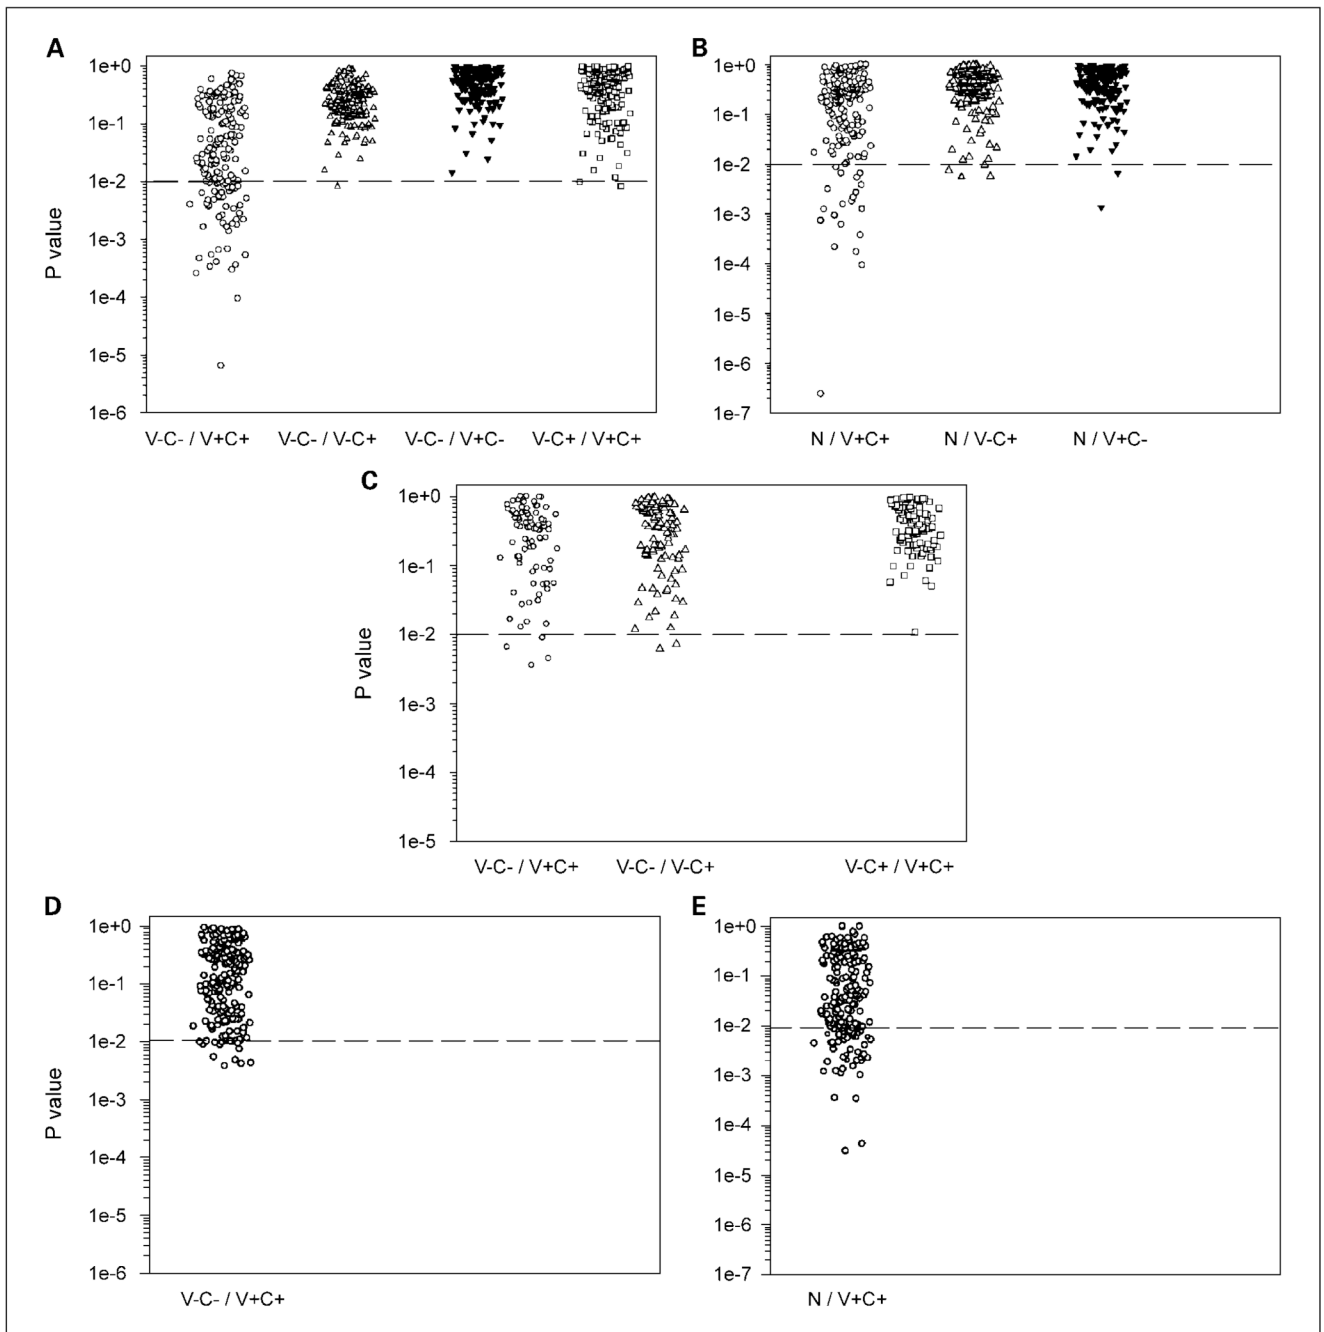 A
1e+0
1e-1
1e-2
1e-3
1e-4
1e-5
1e-6
P value
V-C- / V+C+ V-C- / V-C+ V-C- / V+C- V-C+ / V+C+
B
1e+0
1e-1
1e-2
1e-3
1e-4
1e-5
1e-6
1e-7
N / V+C+ N / V-C+ N / V+C-
C
1e+0
1e-1
1e-2
1e-3
1e-4
1e-5
P value
V-C- / V+C+ V-C- / V-C+ V-C+ / V+C+
D
1e+0
1e-1
1e-2
1e-3
1e-4
1e-5
1e-6
P value
V-C- / V+C+
E
1e+0
1e-1
1e-2
1e-3
1e-4
1e-5
1e-6
1e-7
N / V+C+